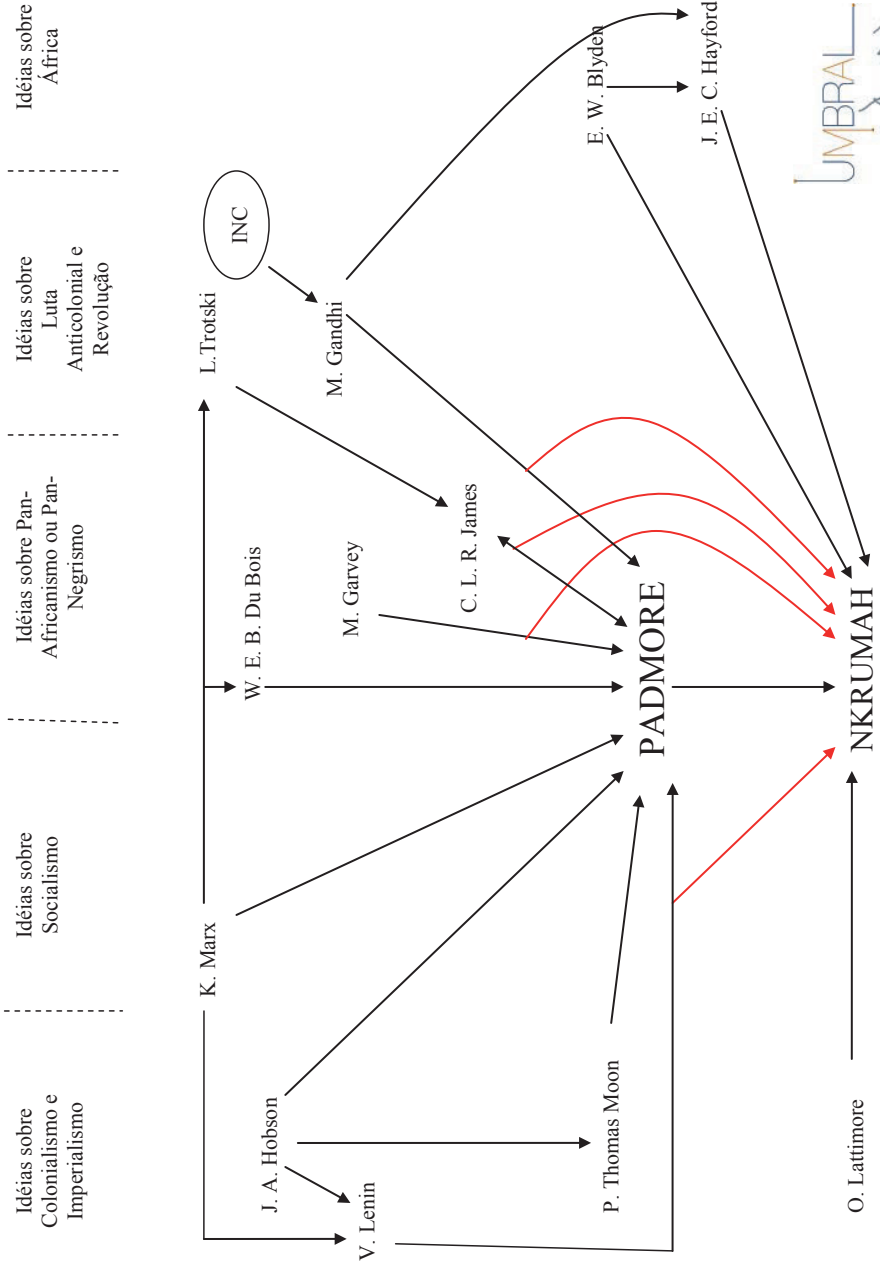 Idéias sobre
Colonialismo e
Imperialismo
Idéias sobre
Socialismo
Idéias sobre Pan-
Africanismo ou Pan-
Negrismo
Idéias sobre
Luta
Anticolonial e
Revolução
Idéias sobre
África
K. Marx
L.Trotski
INC
J. A. Hobson
W. E. B. Du Bois
M. Gandhi
V. Lenin
M. Garvey
C. L. R. James
E. W. Blyden
P. Thomas Moon
PADMORE
J. E. C. Hayford
O. Lattimore
NKRUMAH
UMBRAL